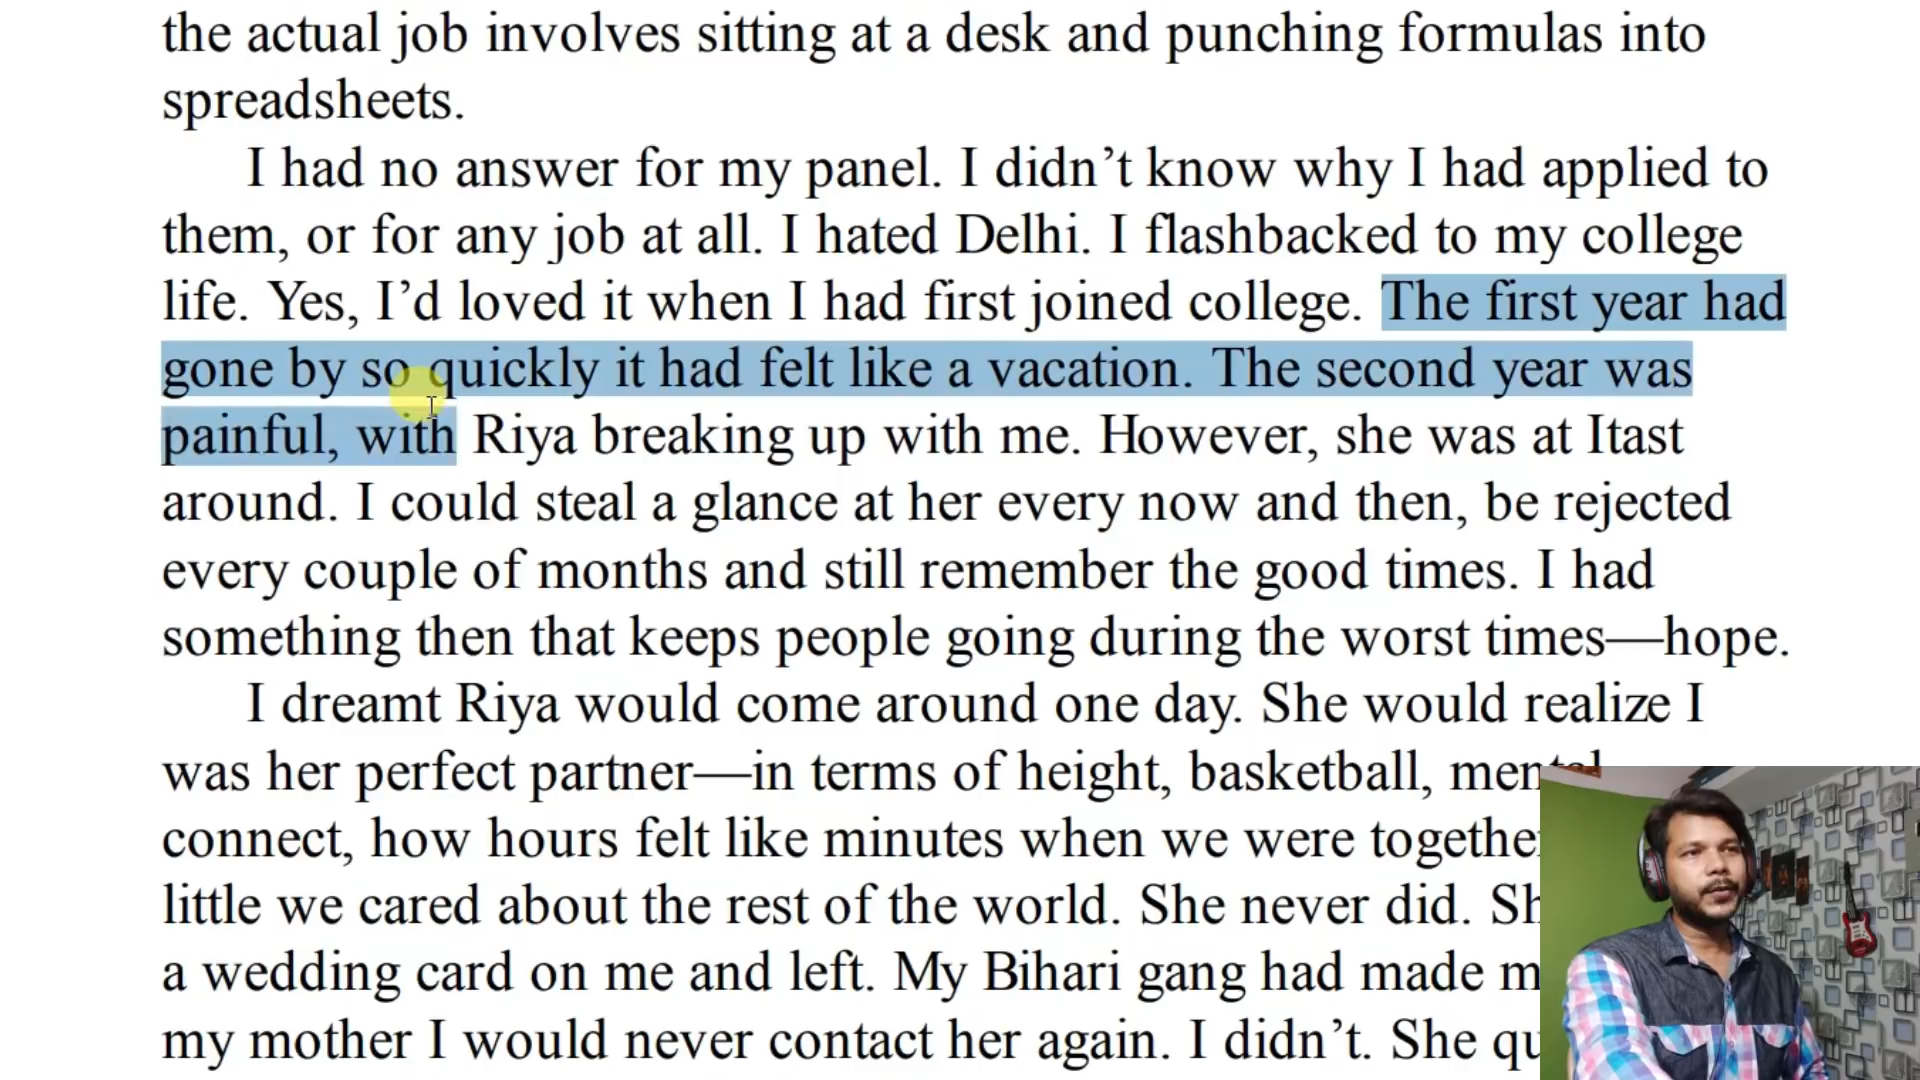 the actual job involves sitting at a desk and punching formulas into
spreadsheets.
I had no answer for my panel. I didn’t know why I had applied to
them, or for any job at all. I hated Delhi. I flashbacked to my college
life. Yes, I’d loved it when I had first joined college. The first year had
gone by so quickly it had felt like a vacation. The second year was
painful, with Riya breaking up with me. However, she was at Itast
around. I could steal a glance at her every now and then, be rejected
every couple of months and still remember the good times. I had
something then that keeps people going during the worst times—hope.
I dreamt Riya would come around one day. She would realize I
was her perfect partner—in terms of height, basketball, mental
connect, how hours felt like minutes when we were together
little we cared about the rest of the world. She never did.
a wedding card on me and left. My Bihari gang had made
my mother I would never contact her again. I didn’t. She